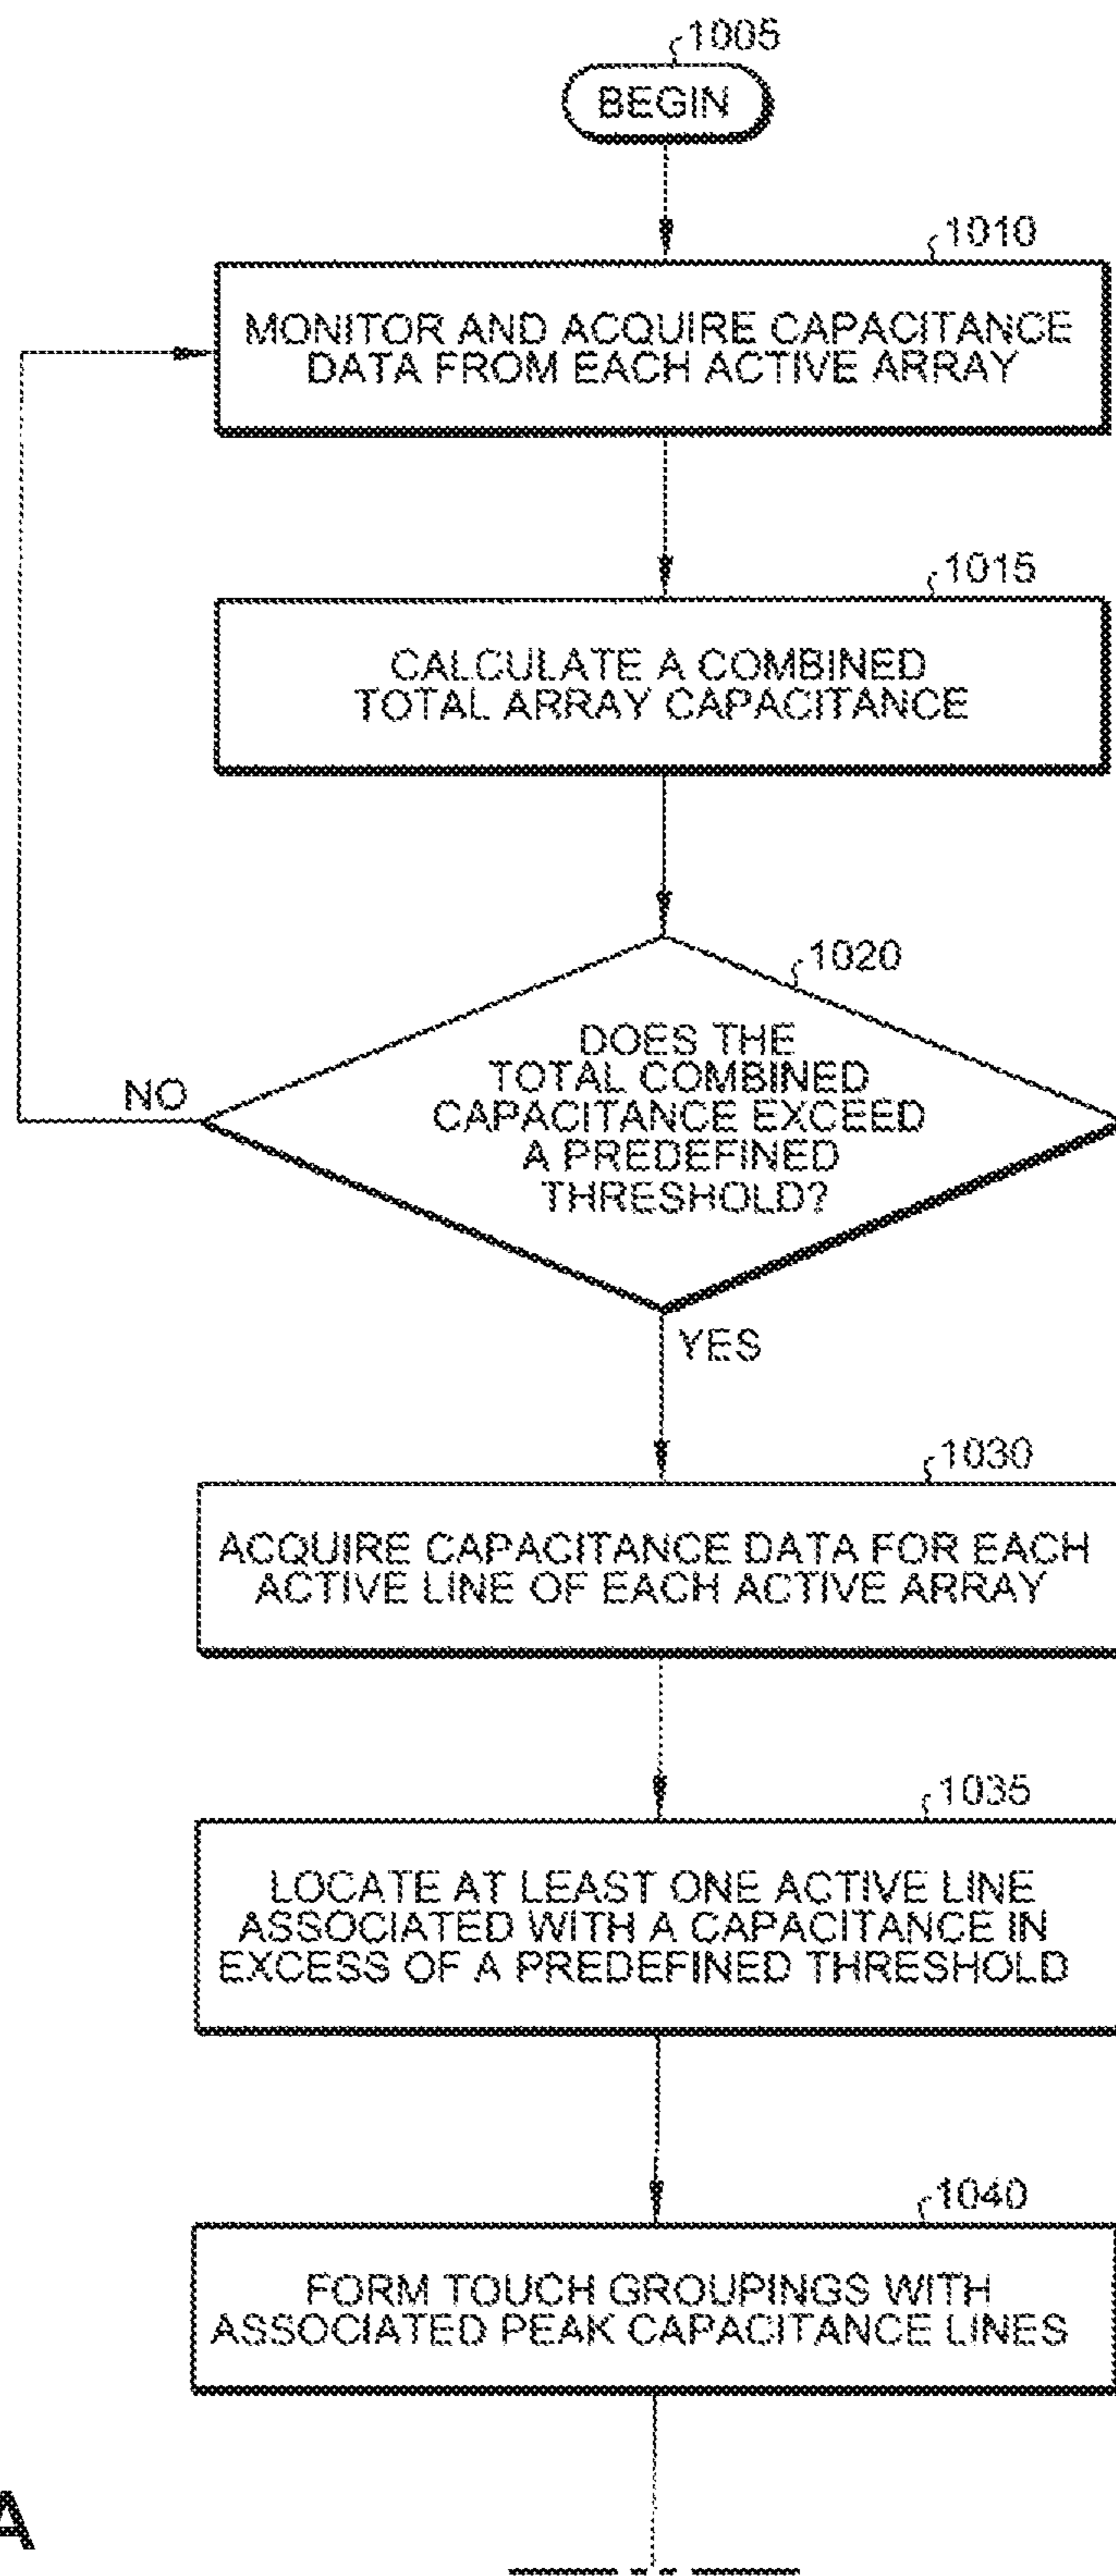 1005
BEGIN
1010
MONITOR AND ACQUIRE CAPACITANCE
DATA FROM EACH ACTIVE ARRAY
1015
CALCULATE A COMBINED
TOTAL ARRAY CAPACITANCE
1020
DOES THE
TOTAL COMBINED
CAPACITANCE EXCEED
A PREDEFINED
THRESHOLD?
NO
YES
1030
ACQUIRE CAPACITANCE DATA FOR EACH
ACTIVE LINE OF EACH ACTIVE ARRAY
1035
LOCATE AT LEAST ONE ACTIVE LINE
ASSOCIATED WITH A CAPACITANCE IN
EXCESS OF A PREDEFINED THRESHOLD
1040
FORM TOUCH GROUPINGS WITH
ASSOCIATED PEAK CAPACITANCE LINES
A